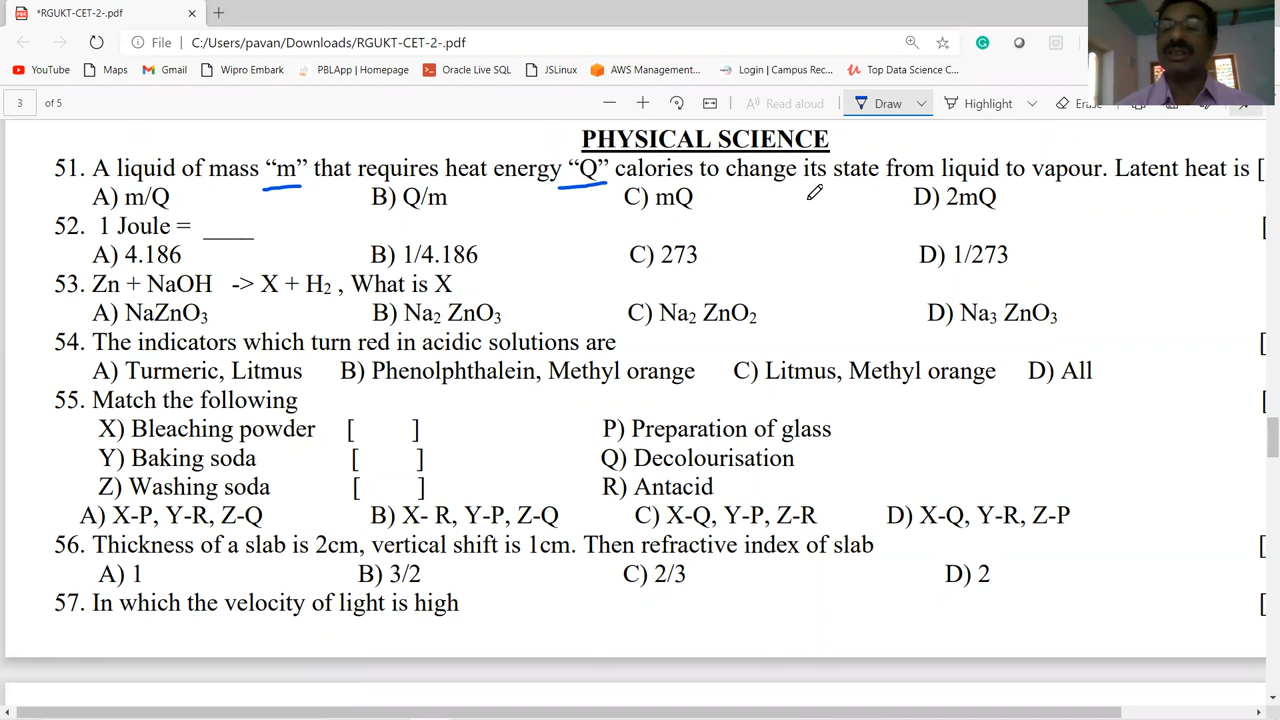 *RGUKT-CET-2-.pdf
File C:/Users/pavan/Downloads/RGUKT-CET-2-.pdf
YouTube Maps Gmail Wipro Embark PBLApp | Homepage Oracle Live SQL... JSLinux AWS Management... Login | Campus Rec... Top Data Science C...
3 of 5 Read aloud Draw Highlight Erase
PHYSICAL SCIENCE
51. A liquid of mass “m” that requires heat energy “Q” calories to change its state from liquid to vapour. Latent heat is [
A) m/Q B) Q/m C) mQ D) 2mQ
52. 1 Joule = ____ [
A) 4.186 B) 1/4.186 C) 273 D) 1/273
53. Zn + NaOH -> X + H₂ , What is X
A) NaZnO₃ B) Na₂ ZnO₃ C) Na₂ ZnO₂ D) Na₃ ZnO₃
54. The indicators which turn red in acidic solutions are [
A) Turmeric, Litmus B) Phenolphthalein, Methyl orange C) Litmus, Methyl orange D) All
55. Match the following [
X) Bleaching powder [ ] P) Preparation of glass
Y) Baking soda [ ] Q) Decolourisation
Z) Washing soda [ ] R) Antacid
A) X-P, Y-R, Z-Q B) X- R, Y-P, Z-Q C) X-Q, Y-P, Z-R D) X-Q, Y-R, Z-P
56. Thickness of a slab is 2cm, vertical shift is 1cm. Then refractive index of slab [
A) 1 B) 3/2 C) 2/3 D) 2
57. In which the velocity of light is high [